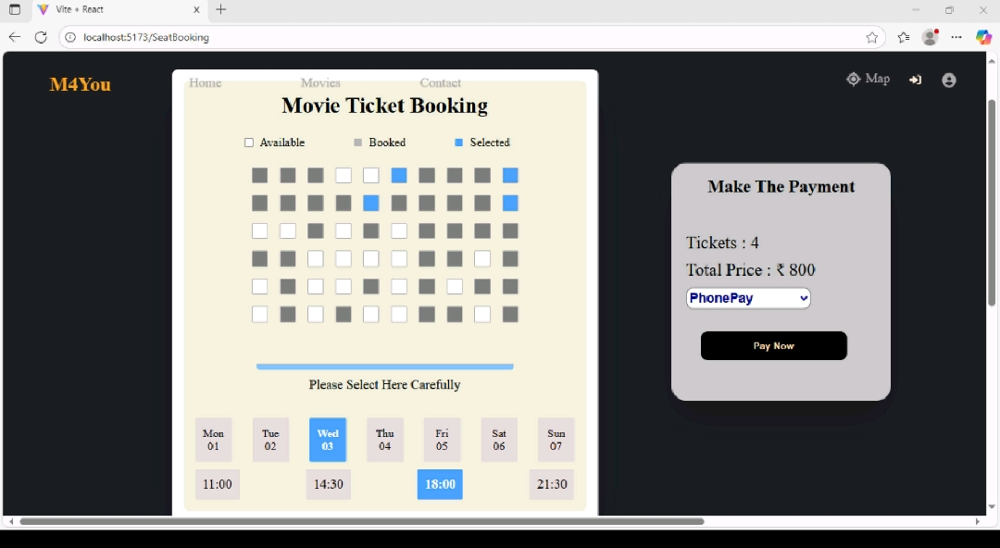 Vite + React
localhost:5173/SeatBooking
M4You
Home Movies Contact
Map
Movie Ticket Booking
Available Booked Selected
Please Select Here Carefully
Mon Tue Wed Thu Fri Sat Sun
01 02 03 04 05 06 07
11:00 14:30 18:00 21:30
Make The Payment
Tickets : 4
Total Price : ₹ 800
PhonePay
Pay Now